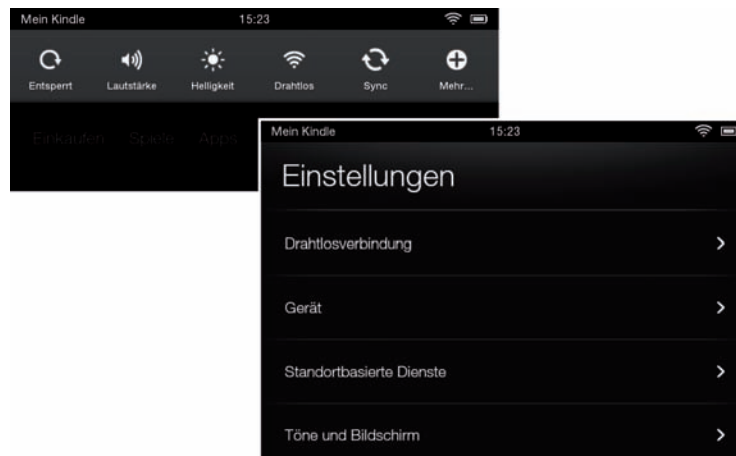 Mein Kindle 15:23
Entsperrt Lautstärke Helligkeit Drahtlos Sync Mehr...
Einkaufen Spiele Apps
Mein Kindle 15:23
Einstellungen
Drahtlosverbindung
Gerät
Standortbasierte Dienste
Töne und Bildschirm